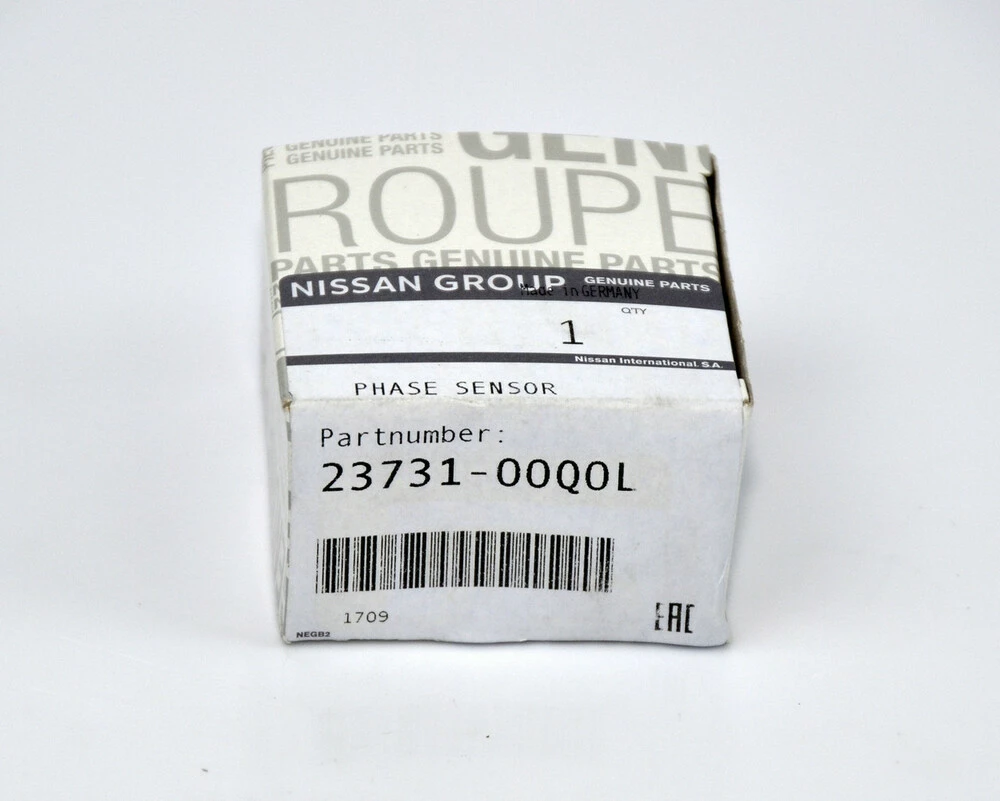 GENUINE PARTS
GENUINE PARTS
ROUPE
PARTS GENUINE PARTS
NISSAN GROUP GENUINE PARTS
Made in GERMANY
QTY
1
Nissan International. S.A.
PHASE SENSOR
Partnumber:
23731-00Q0L
1709
EAC
NEGB2